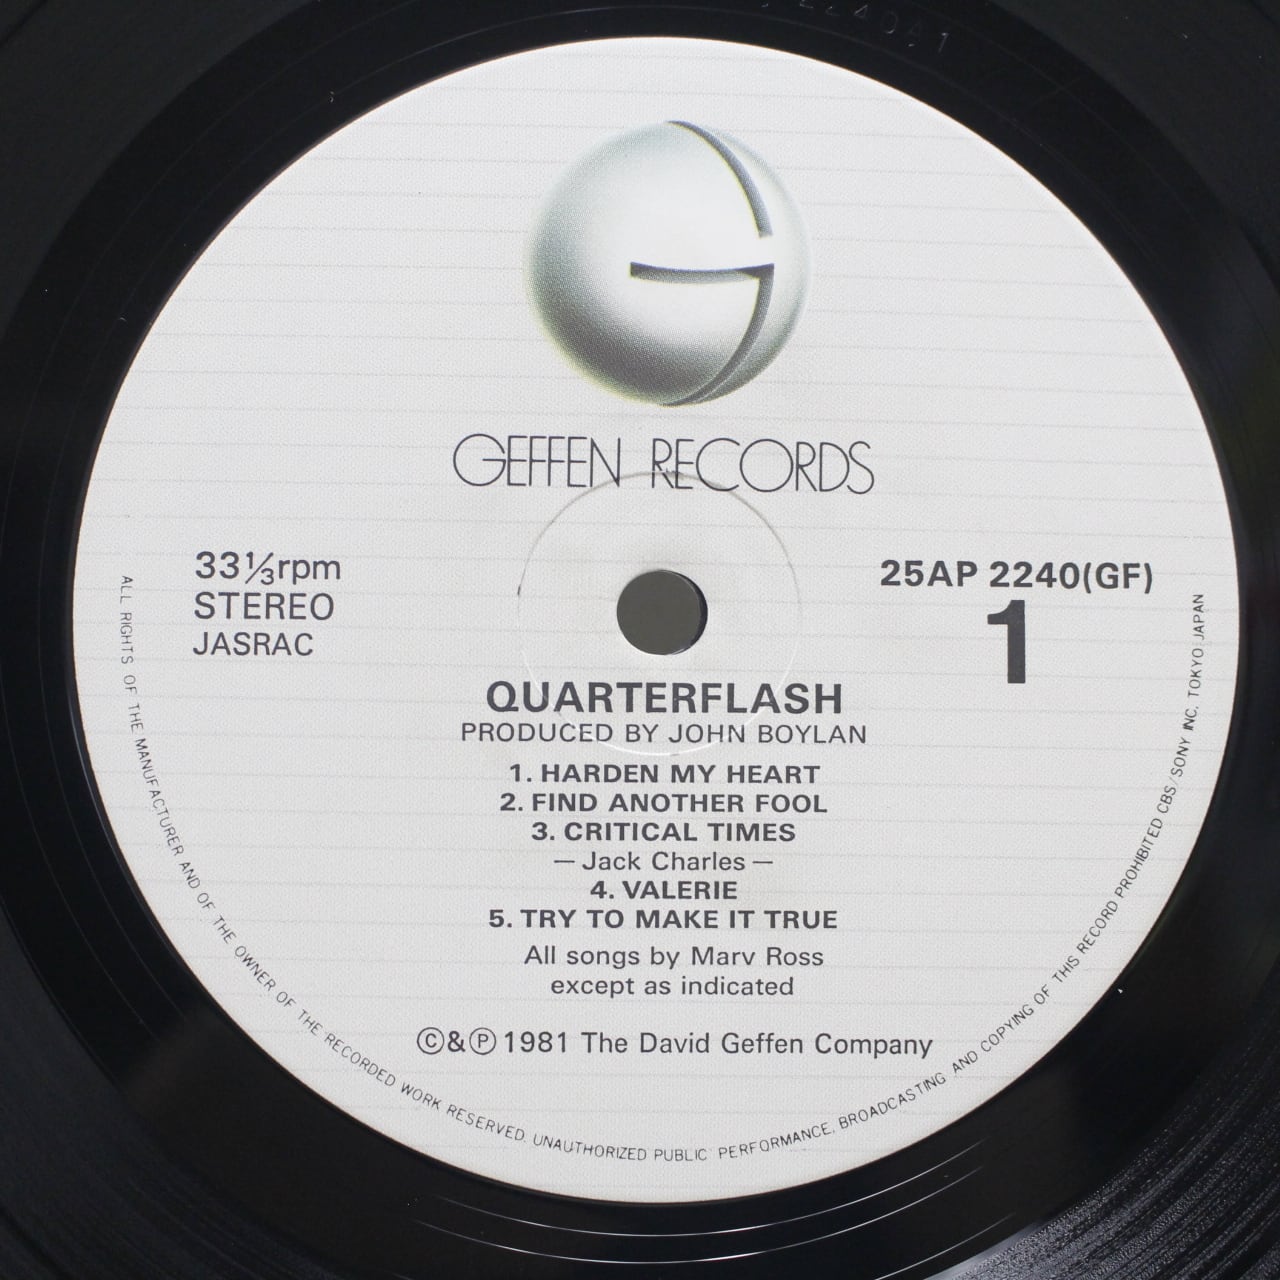 2240A1
GEFFEN RECORDS
33⅓rpm
STEREO
JASRAC
25AP 2240(GF)
1
QUARTERFLASH
PRODUCED BY JOHN BOYLAN
1. HARDEN MY HEART
2. FIND ANOTHER FOOL
3. CRITICAL TIMES
— Jack Charles —
4. VALERIE
5. TRY TO MAKE IT TRUE
All songs by Marv Ross
except as indicated
©&℗ 1981 The David Geffen Company
ALL RIGHTS OF THE MANUFACTURER AND OF THE OWNER OF THE RECORDED WORK RESERVED. UNAUTHORIZED PUBLIC PERFORMANCE, BROADCASTING AND COPYING OF THIS RECORD PROHIBITED CBS/SONY INC. TOKYO JAPAN